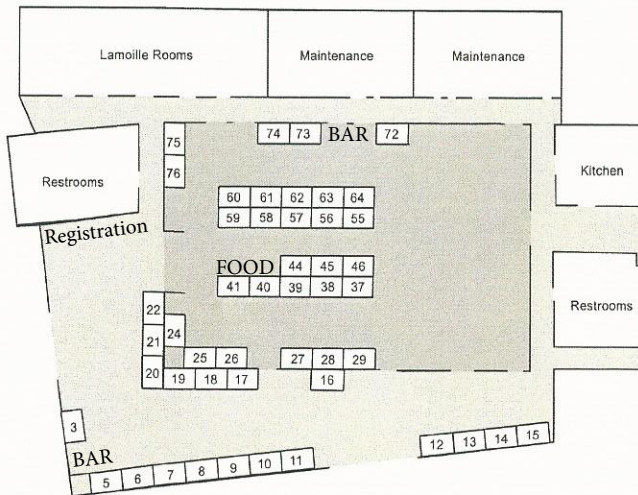 Lamoille Rooms Maintenance Maintenance
75 74 73 BAR 72
76
Restrooms
Kitchen
60 61 62 63 64
59 58 57 56 55
Registration
FOOD 44 45 46
41 40 39 38 37
22
21 24
20
Restrooms
25 26 27 28 29
19 18 17 16
3
BAR
5 6 7 8 9 10 11
12 13 14 15